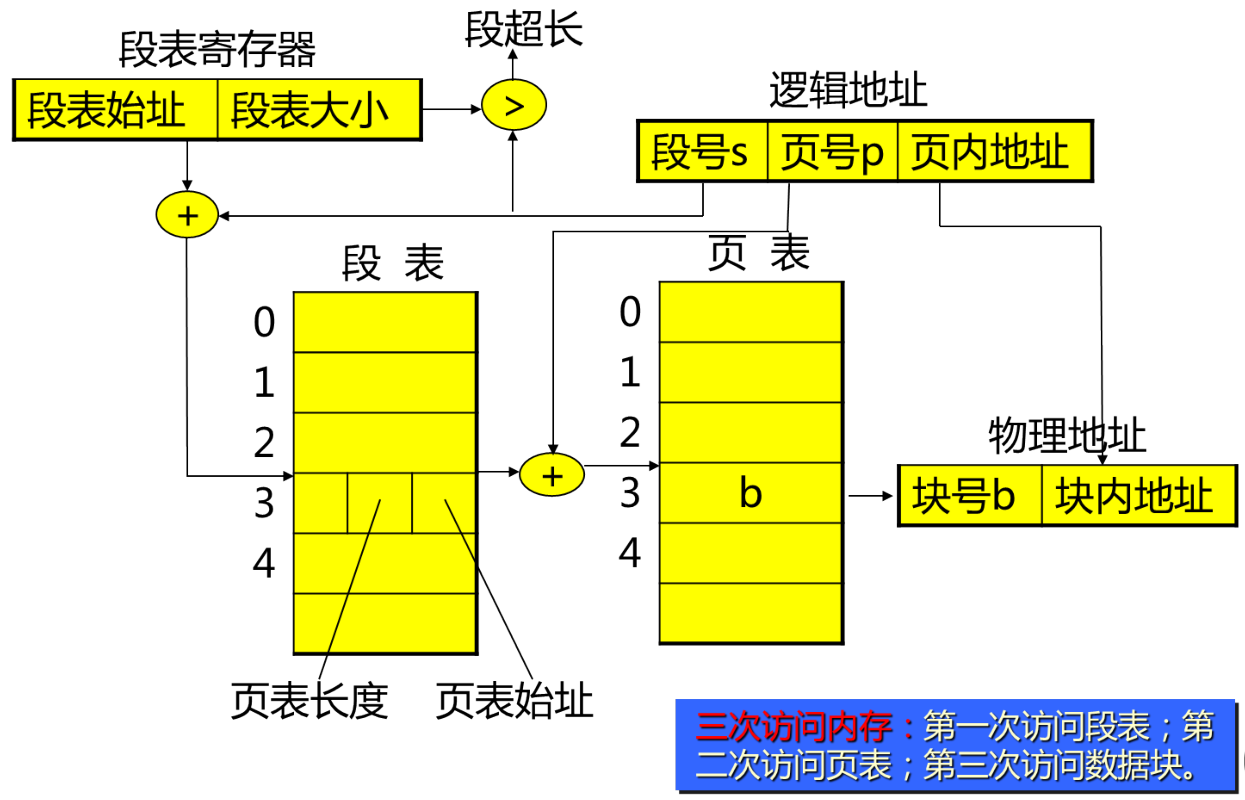 段超长
段表寄存器
段表始址 段表大小
>
逻辑地址
段号s 页号p 页内地址
+
段 表
页 表
0
1
2
3
4
+
0
1
2
3
4
b
物理地址
块号b 块内地址
页表长度 页表始址
三次访问内存：第一次访问段表；第
二次访问页表；第三次访问数据块。